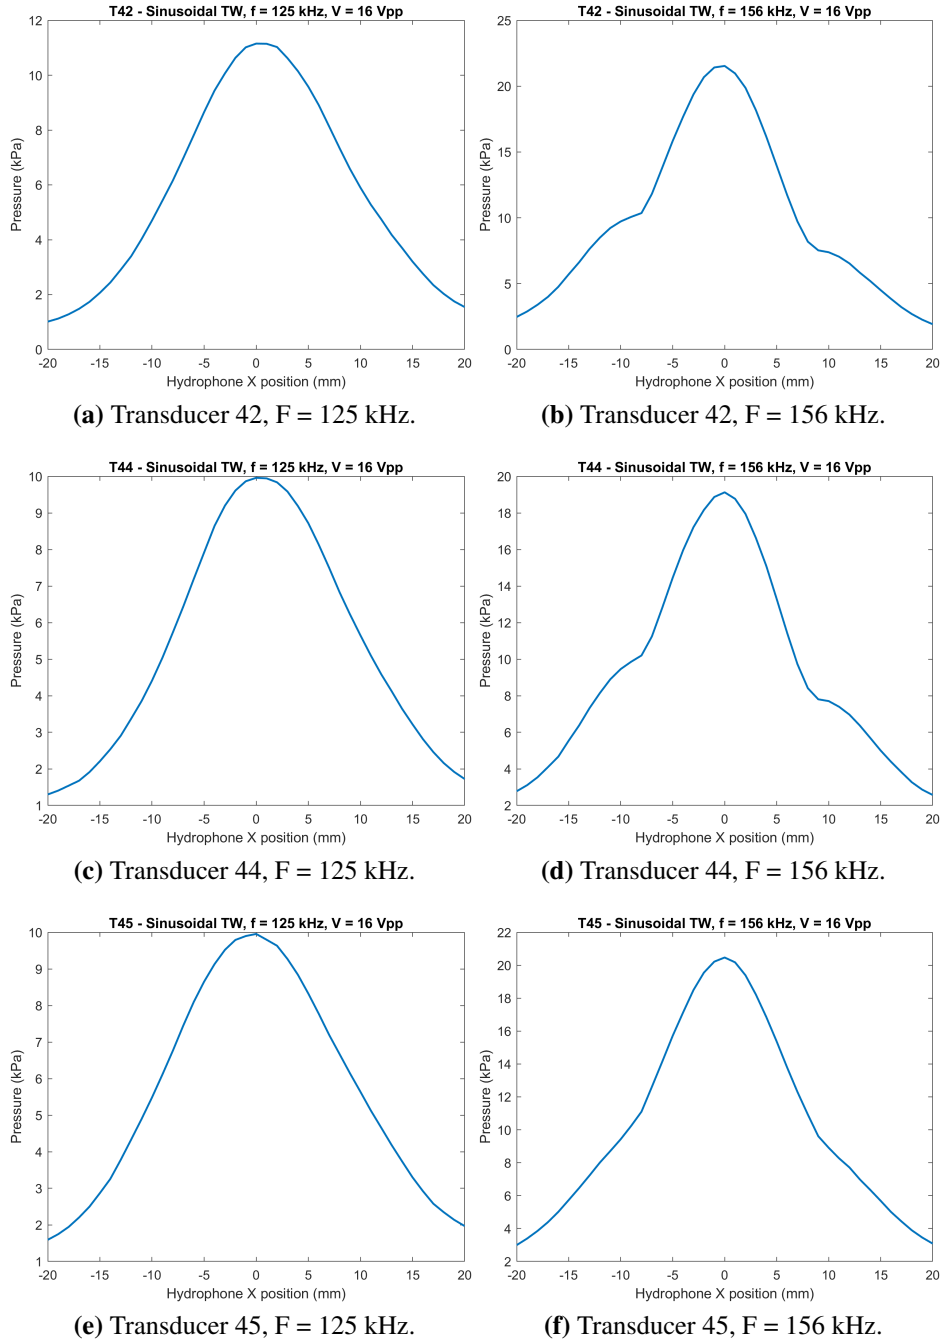 T42 - Sinusoidal TW, f = 125 kHz, V = 16 Vpp
Pressure (kPa)
12
10
8
6
4
2
0
-20 -15 -10 -5 0 5 10 15 20
Hydrophone X position (mm)
(a) Transducer 42, F = 125 kHz.
T42 - Sinusoidal TW, f = 156 kHz, V = 16 Vpp
Pressure (kPa)
25
20
15
10
5
0
-20 -15 -10 -5 0 5 10 15 20
Hydrophone X position (mm)
(b) Transducer 42, F = 156 kHz.
T44 - Sinusoidal TW, f = 125 kHz, V = 16 Vpp
Pressure (kPa)
10
9
8
7
6
5
4
3
2
1
-20 -15 -10 -5 0 5 10 15 20
Hydrophone X position (mm)
(c) Transducer 44, F = 125 kHz.
T44 - Sinusoidal TW, f = 156 kHz, V = 16 Vpp
Pressure (kPa)
20
18
16
14
12
10
8
6
4
2
-20 -15 -10 -5 0 5 10 15 20
Hydrophone X position (mm)
(d) Transducer 44, F = 156 kHz.
T45 - Sinusoidal TW, f = 125 kHz, V = 16 Vpp
Pressure (kPa)
10
9
8
7
6
5
4
3
2
1
-20 -15 -10 -5 0 5 10 15 20
Hydrophone X position (mm)
(e) Transducer 45, F = 125 kHz.
T45 - Sinusoidal TW, f = 156 kHz, V = 16 Vpp
Pressure (kPa)
22
20
18
16
14
12
10
8
6
4
2
-20 -15 -10 -5 0 5 10 15 20
Hydrophone X position (mm)
(f) Transducer 45, F = 156 kHz.